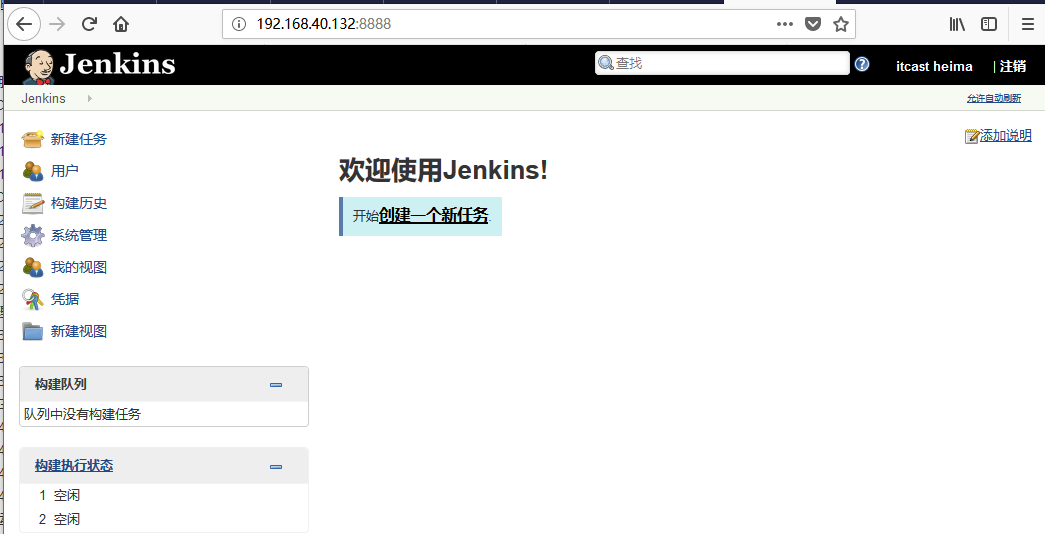 192.168.40.132:8888
Jenkins
查找
itcast heima
| 注销
Jenkins
允许自动刷新
新建任务
添加说明
用户
构建历史
系统管理
我的视图
凭据
新建视图
欢迎使用Jenkins!
开始创建一个新任务.
构建队列
队列中没有构建任务
构建执行状态
1 空闲
2 空闲